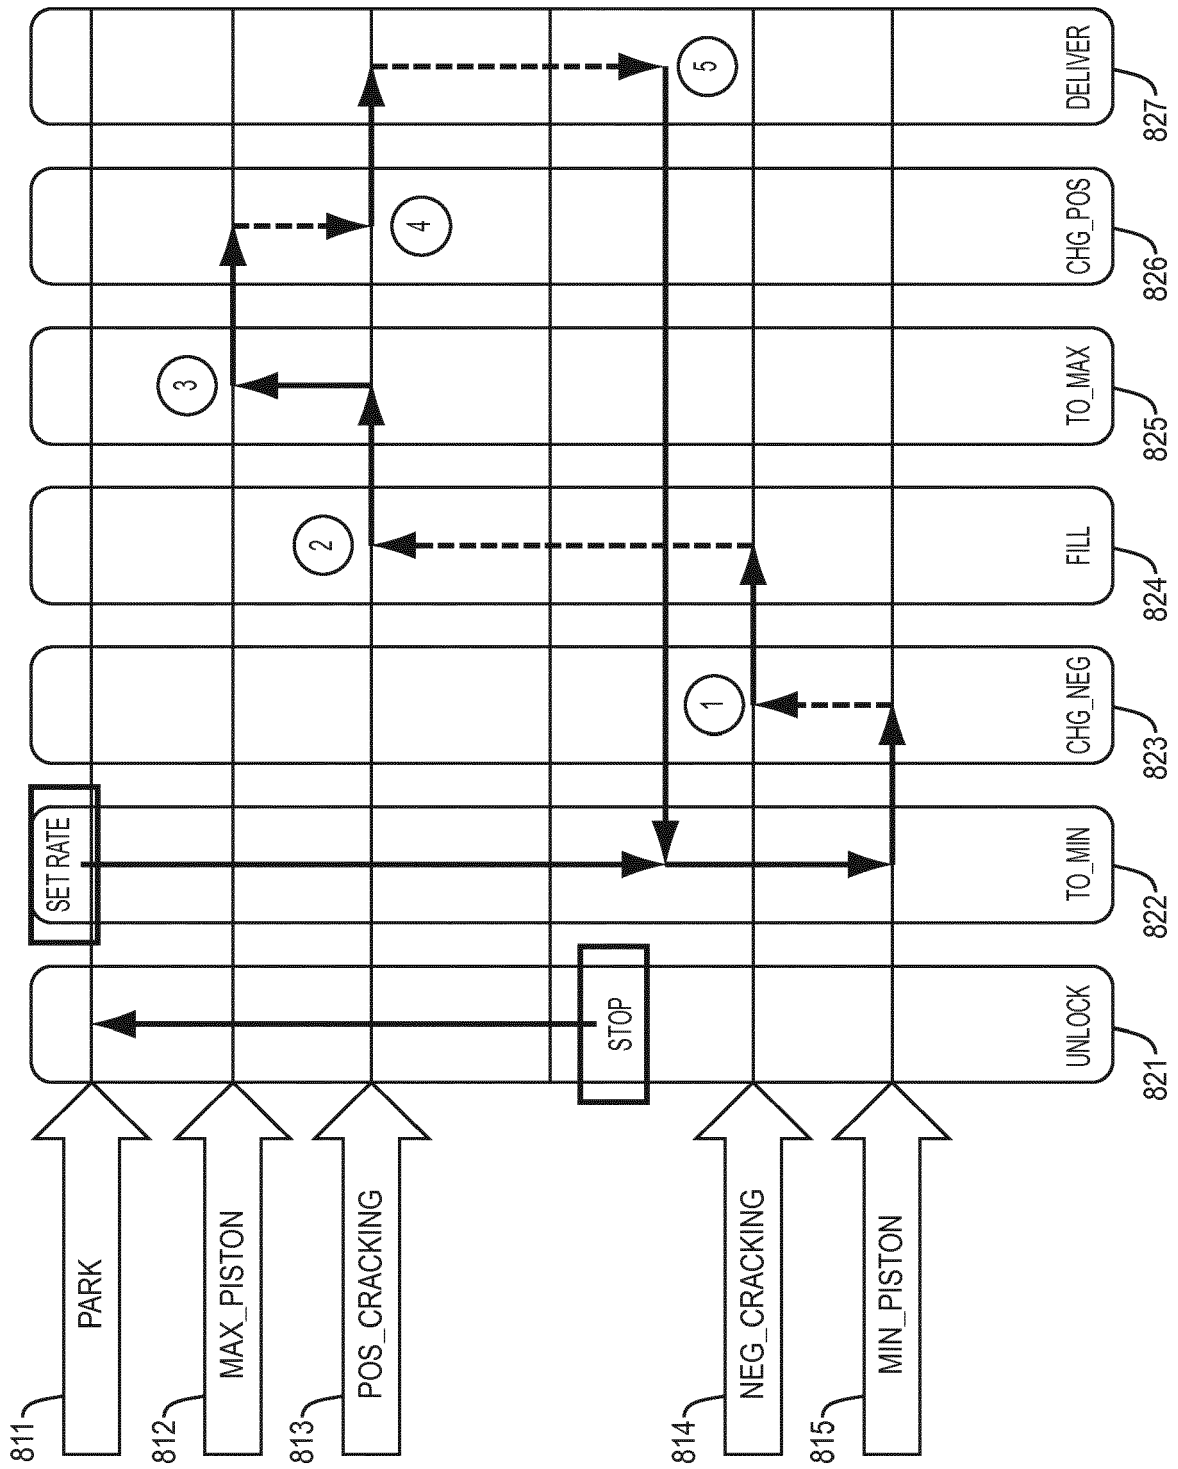 811
PARK
812
MAX_PISTON
813
POS_CRACKING
814
NEG_CRACKING
815
MIN_PISTON
STOP
UNLOCK
821
SET RATE
TO_MIN
822
1
CHG_NEG
823
2
FILL
824
3
TO_MAX
825
4
CHG_POS
826
5
DELIVER
827